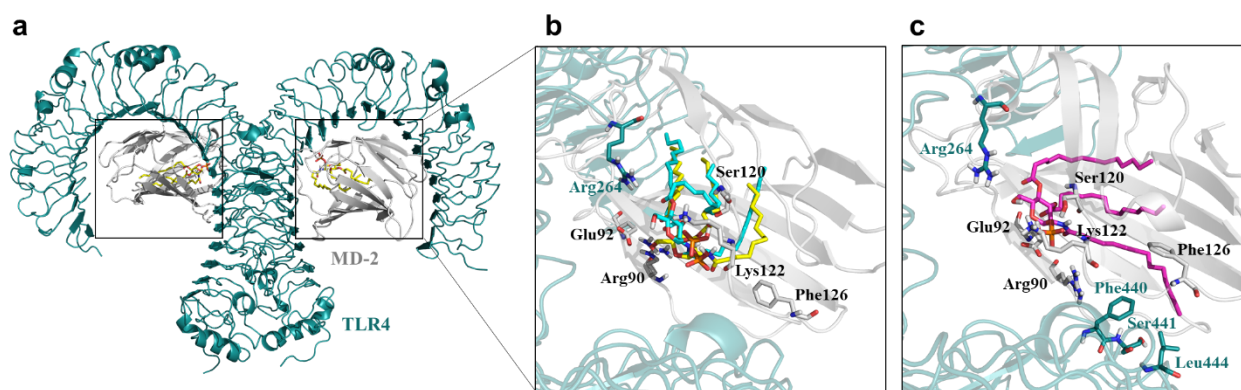 a
MD-2
TLR4
b
Arg264
Ser120
Glu92
Lys122
Arg90
Phe126
c
Arg264
Ser120
Glu92
Lys122
Phe126
Arg90
Phe440
Ser441
Leu444